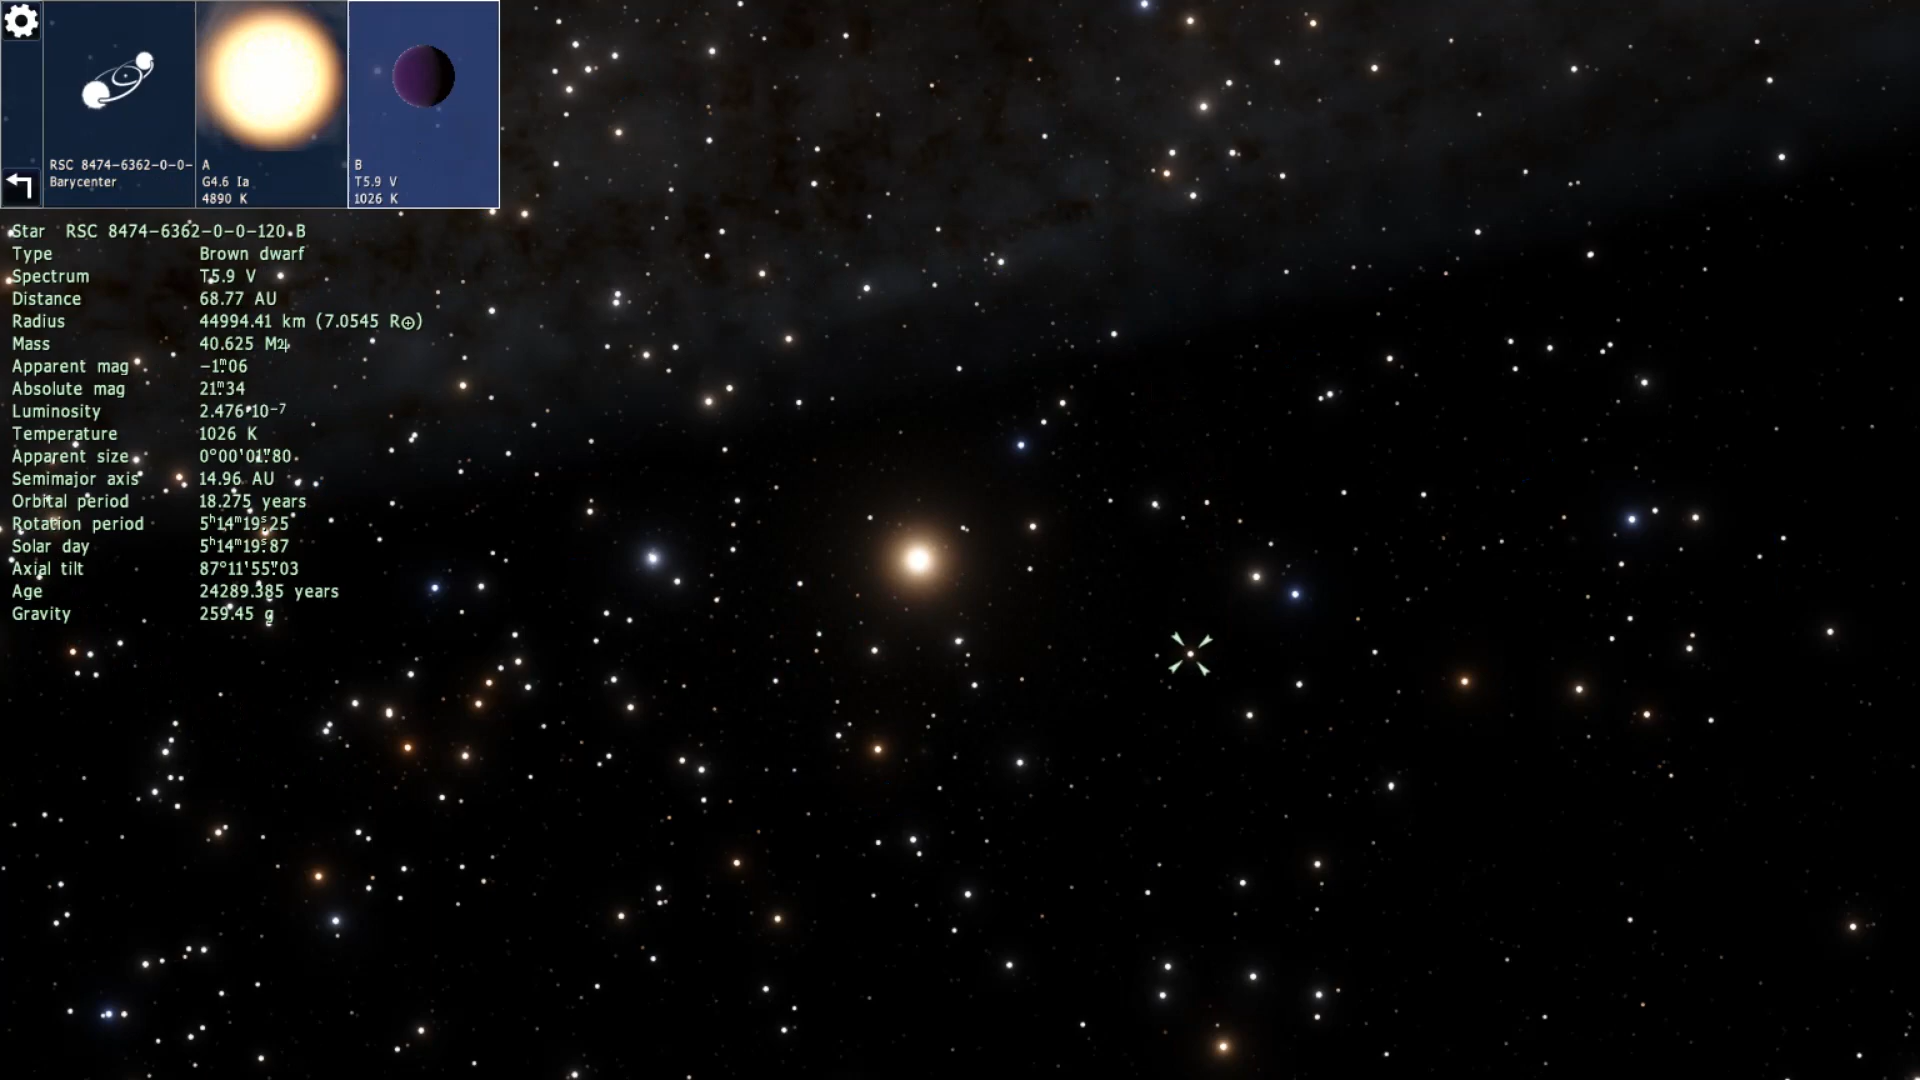 RSC 8474-6362-0-0-
Barycenter
A
G4.6 Ia
4890 K
B
T5.9 V
1026 K
Star RSC 8474-6362-0-0-120 B
Type Brown dwarf
Spectrum T5.9 V
Distance 68.77 AU
Radius 44994.41 km (7.0545 R⊕)
Mass 40.625 M♃
Apparent mag -1ᵐ.06
Absolute mag 21ᵐ.34
Luminosity 2.476•10⁻⁷
Temperature 1026 K
Apparent size 0°00'01".80
Semimajor axis 14.96 AU
Orbital period 18.275 years
Rotation period 5ʰ14ᵐ19ˢ.25
Solar day 5ʰ14ᵐ19ˢ.87
Axial tilt 87°11'55".03
Age 24289.385 years
Gravity 259.45 g